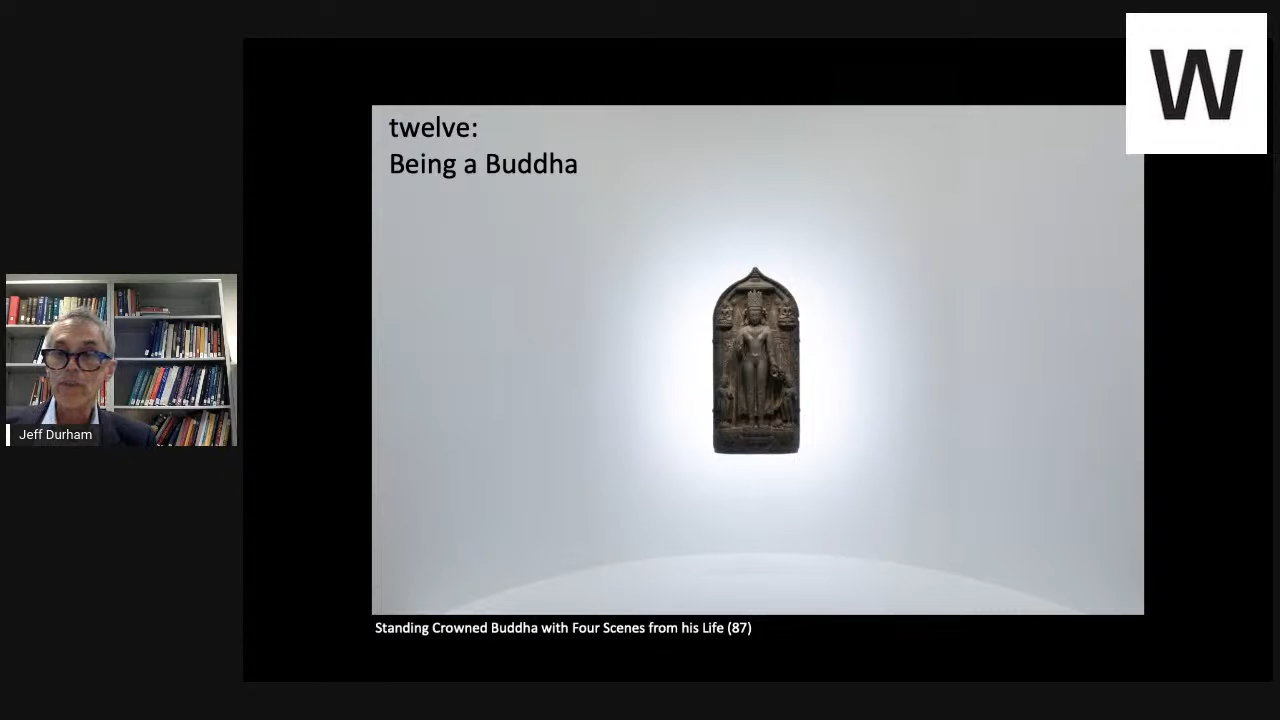 W
twelve:
Being a Buddha
Jeff Durham
Standing Crowned Buddha with Four Scenes from his Life (87)